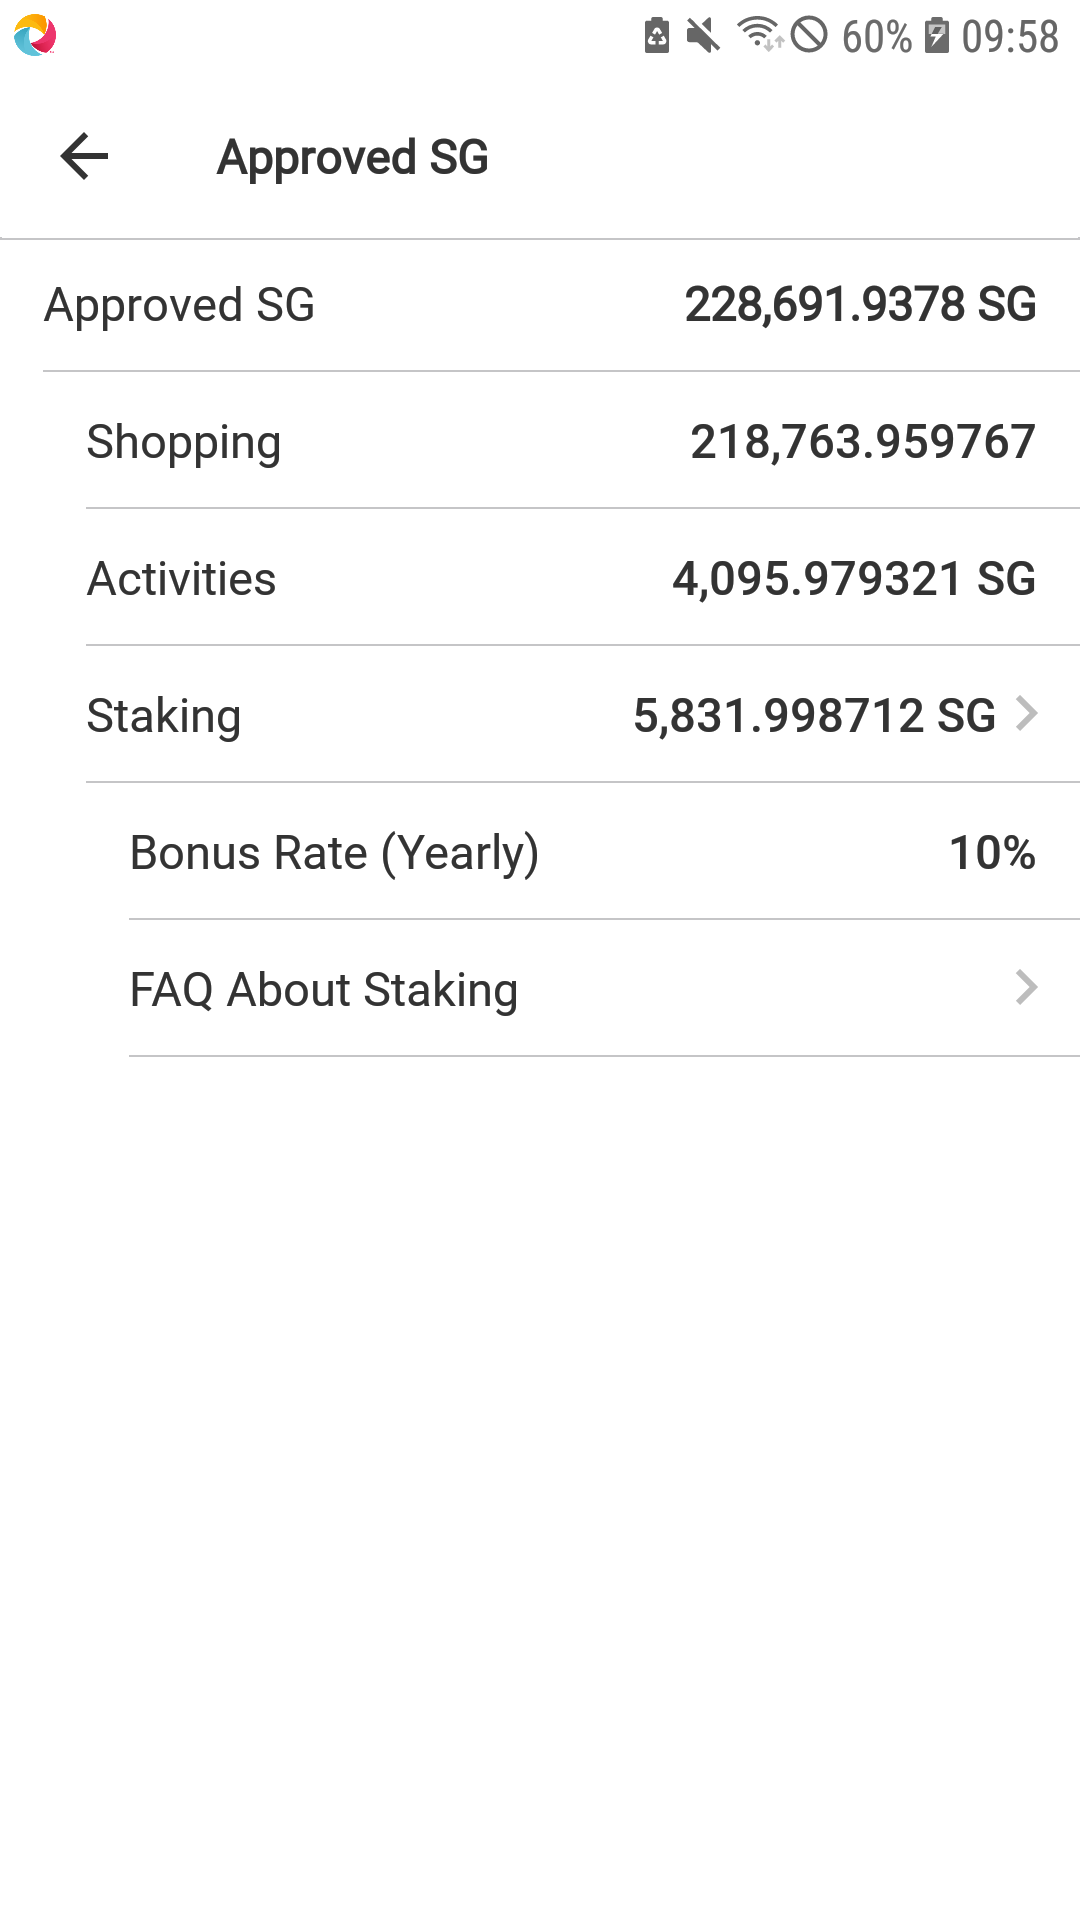 60% 09:58
Approved SG
Approved SG 228,691.9378 SG
Shopping 218,763.959767
Activities 4,095.979321 SG
Staking 5,831.998712 SG
Bonus Rate (Yearly) 10%
FAQ About Staking